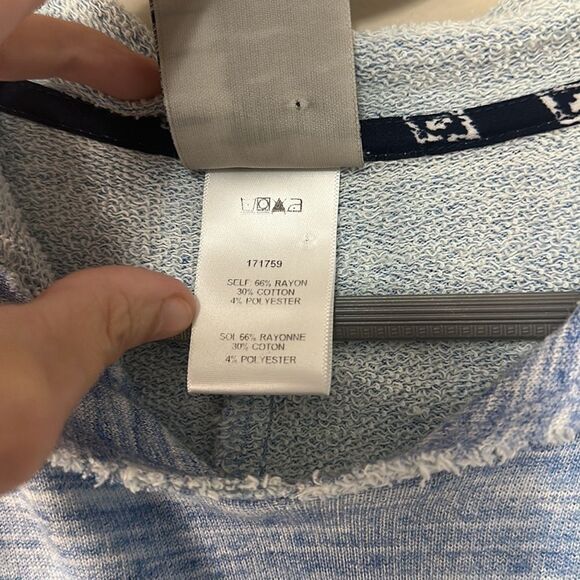 171759
SELF: 66% RAYON
30% COTTON
4% POLYESTER
SOI: 66% RAYONNE
30% COTON
4% POLYESTER